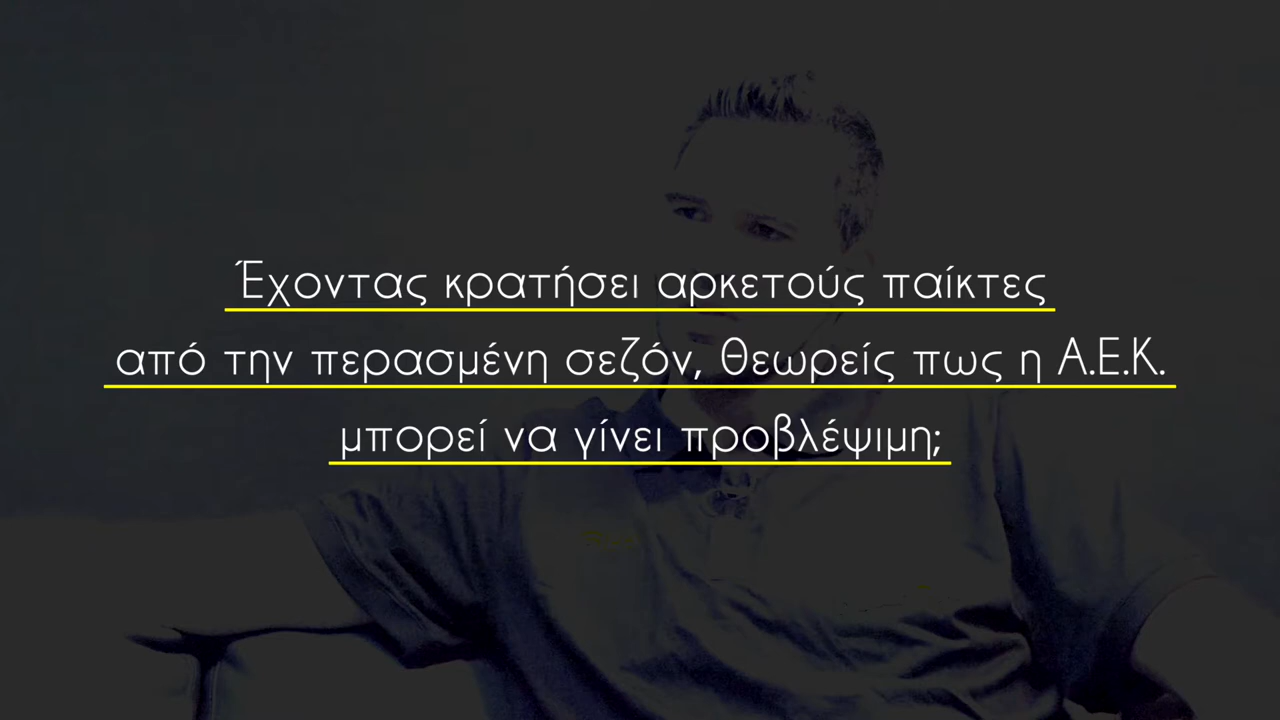 Έχοντας κρατήσει αρκετούς παίκτες
από την περασμένη σεζόν, θεωρείς πως η Α.Ε.Κ.
μπορεί να γίνει προβλέψιμη;